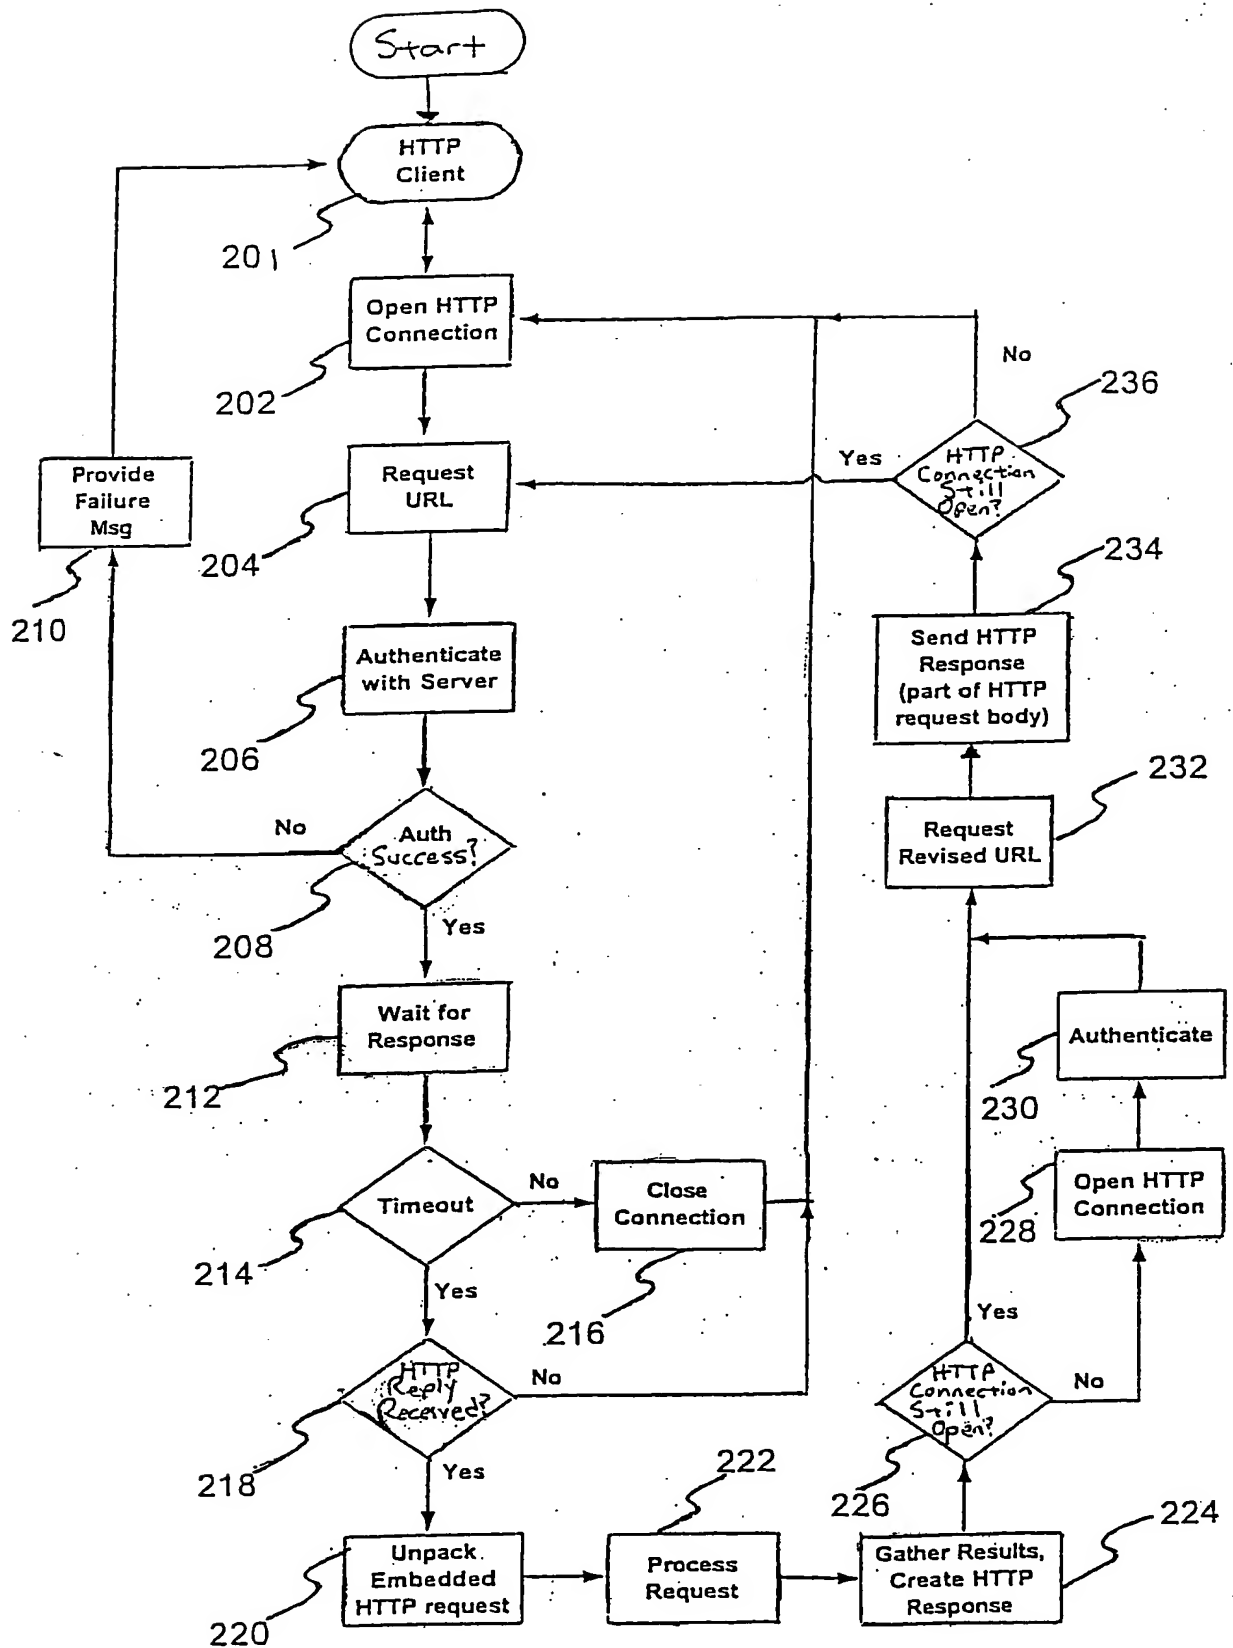 Start
HTTP
Client
201
Open HTTP
Connection
202
No
236
Request
URL
204
Yes
HTTP
Connection
Still
Open?
Provide
Failure
Msg
210
234
Send HTTP
Response
(part of HTTP
request body)
Authenticate
with Server
206
232
Request
Revised URL
No
Auth
Success?
208
Yes
Wait for
Response
212
Authenticate
230
Timeout
214
No
Close
Connection
216
Open HTTP
Connection
228
Yes
Yes
HTTP
Reply
Received?
No
218
Yes
HTTP
Connection
Still
Open?
No
226
222
224
Unpack
Embedded
HTTP request
220
Process
Request
Gather Results,
Create HTTP
Response